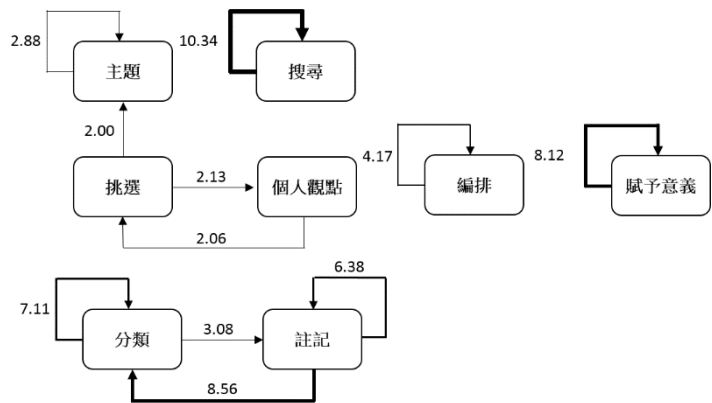 2.88
10.34
主題
搜尋
2.00
4.17
8.12
挑選
2.13
個人觀點
編排
賦予意義
2.06
6.38
7.11
分類
3.08
註記
8.56